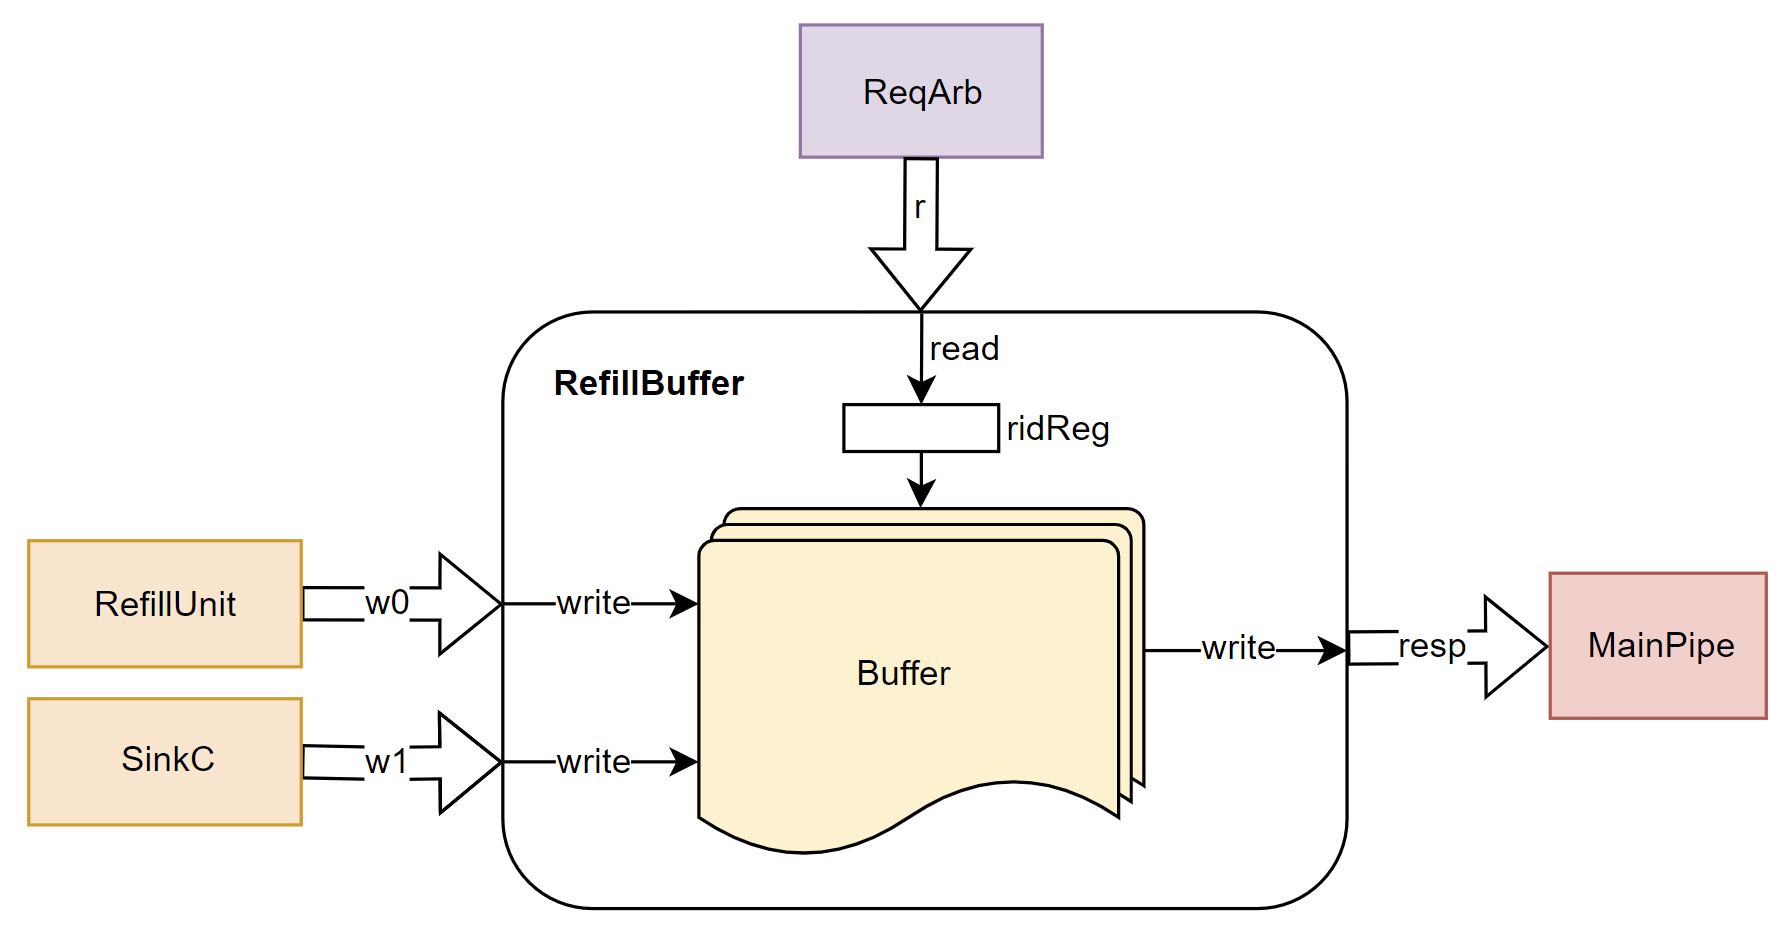 ReqArb
r
read
RefillBuffer
ridReg
RefillUnit
w0
write
Buffer
write
resp
MainPipe
SinkC
w1
write